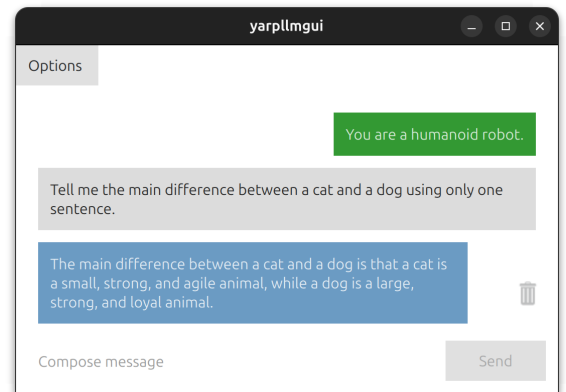 yarpllmgui
Options
You are a humanoid robot.
Tell me the main difference between a cat and a dog using only one
sentence.
The main difference between a cat and a dog is that a cat is
a small, strong, and agile animal, while a dog is a large,
strong, and loyal animal.
Compose message
Send